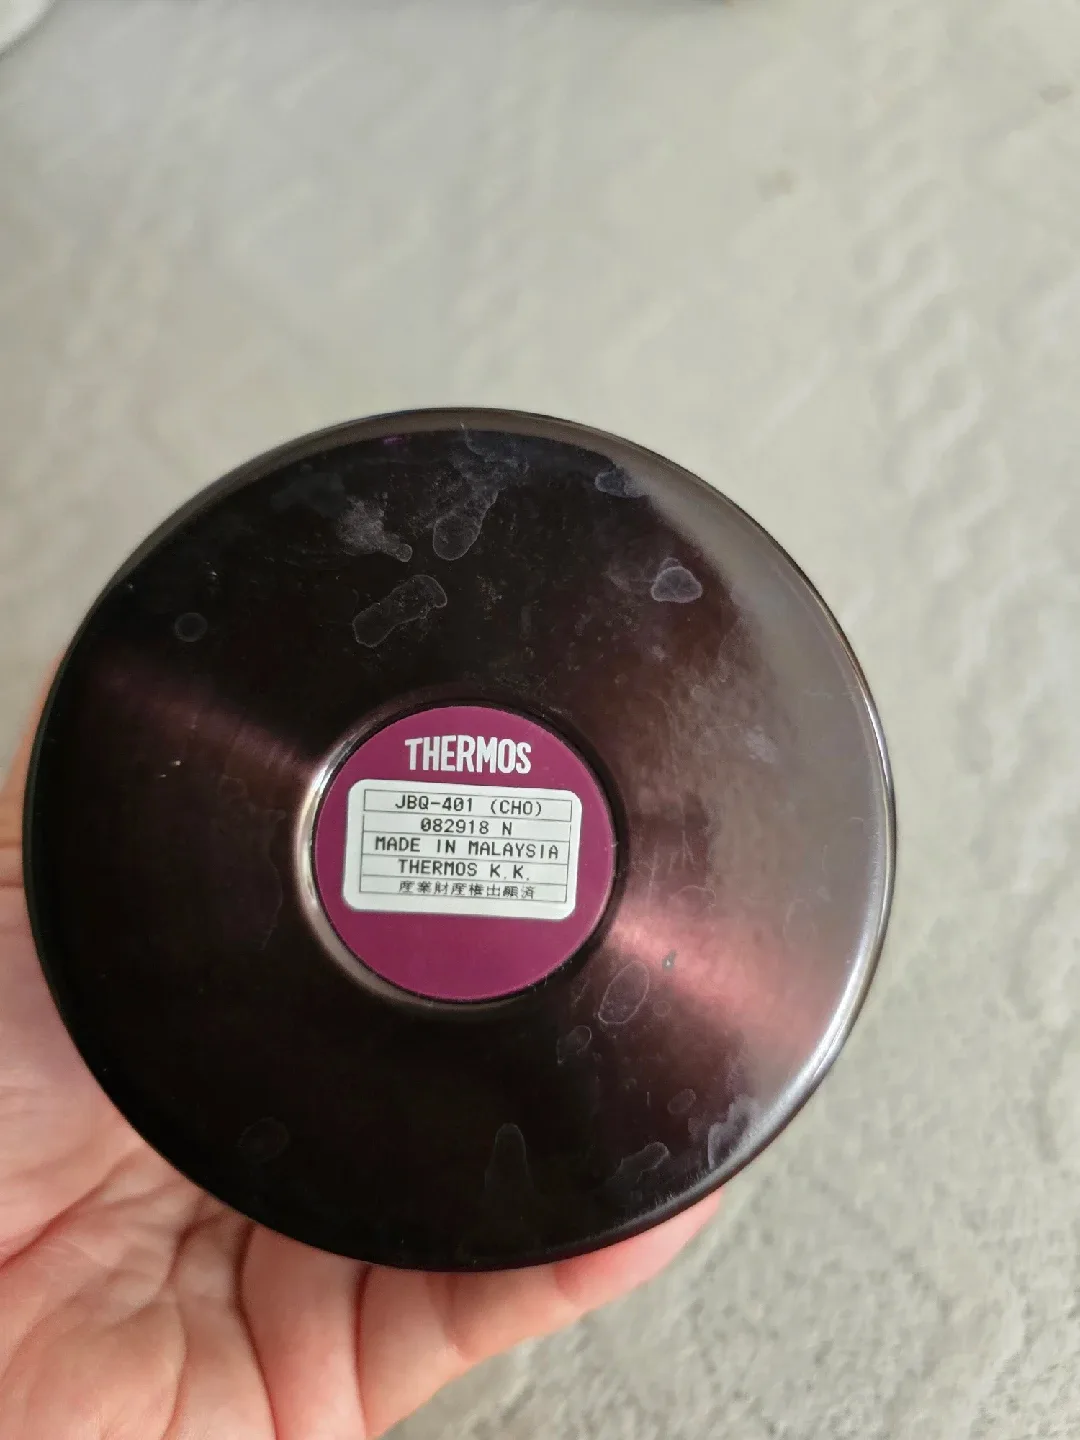 THERMOS
JBQ-401 (CHO)
082918 N
MADE IN MALAYSIA
THERMOS K.K.
産業財産権出願済